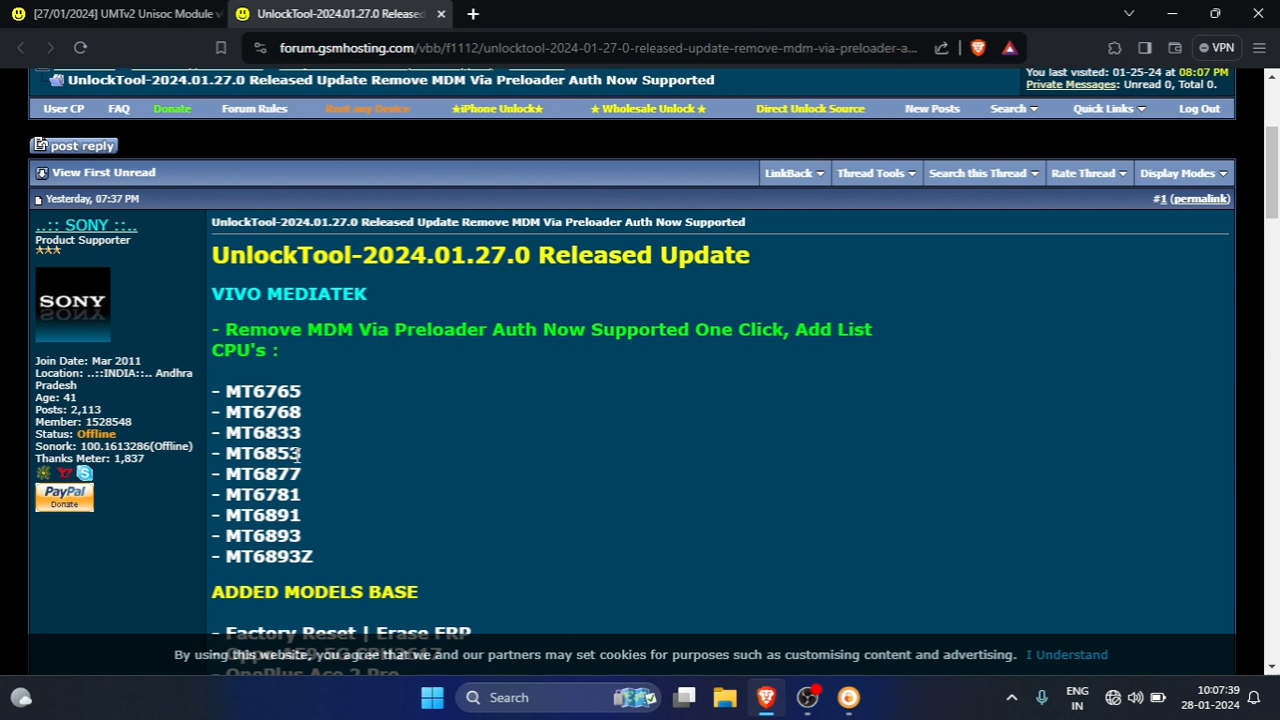 [27/01/2024] UMTv2 Unisoc Module v
UnlockTool-2024.01.27.0 Released
forum.gsmhosting.com/vbb/f1112/unlocktool-2024-01-27-0-released-update-remove-mdm-via-preloader-a...
VPN
UnlockTool-2024.01.27.0 Released Update Remove MDM Via Preloader Auth Now Supported
You last visited: 01-25-24 at 08:07 PM
Private Messages: Unread 0, Total 0.
User CP FAQ Donate Forum Rules Root any Device ★iPhone Unlock★ ★ Wholesale Unlock ★ Direct Unlock Source New Posts Search Quick Links Log Out
post reply
View First Unread LinkBack Thread Tools Search this Thread Rate Thread Display Modes
Yesterday, 07:37 PM #1 (permalink)
..:: SONY ::..
Product Supporter
SONY
Join Date: Mar 2011
Location: ..::INDIA::.. Andhra
Pradesh
Age: 41
Posts: 2,113
Member: 1528548
Status: Offline
Sonork: 100.1613286(Offline)
Thanks Meter: 1,837
PayPal
Donate
UnlockTool-2024.01.27.0 Released Update Remove MDM Via Preloader Auth Now Supported
UnlockTool-2024.01.27.0 Released Update
VIVO MEDIATEK
- Remove MDM Via Preloader Auth Now Supported One Click, Add List
CPU's :
- MT6765
- MT6768
- MT6833
- MT6853
- MT6877
- MT6781
- MT6891
- MT6893
- MT6893Z
ADDED MODELS BASE
- Factory Reset | Erase FRP
- OnePlus Ace 2 Pro
By using this website, you agree that we and our partners may set cookies for purposes such as customising content and advertising. I Understand
Search
ENG
IN
10:07:39
28-01-2024